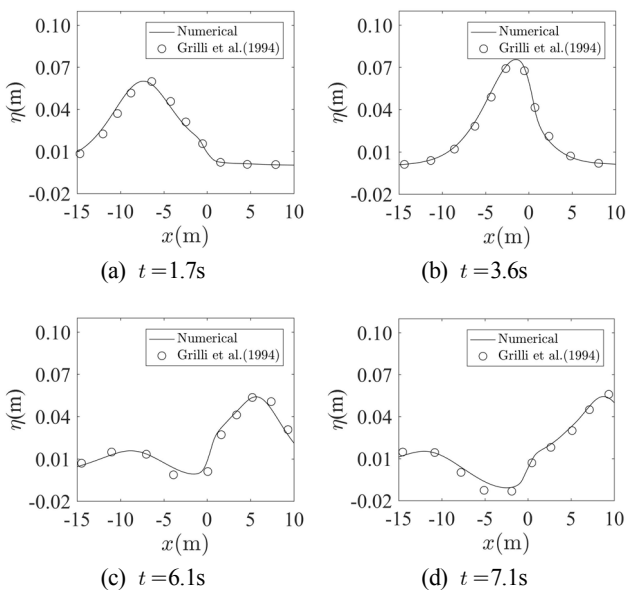 0.10
0.07
0.04
0.01
-0.02
η(m)
Numerical
Grilli et al.(1994)
-15 -10 -5 0 5 10
x(m)
(a) t=1.7s
0.10
0.07
0.04
0.01
-0.02
η(m)
Numerical
Grilli et al.(1994)
-15 -10 -5 0 5 10
x(m)
(b) t=3.6s
0.10
0.07
0.04
0.01
-0.02
η(m)
Numerical
Grilli et al.(1994)
-15 -10 -5 0 5 10
x(m)
(c) t=6.1s
0.10
0.07
0.04
0.01
-0.02
η(m)
Numerical
Grilli et al.(1994)
-15 -10 -5 0 5 10
x(m)
(d) t=7.1s